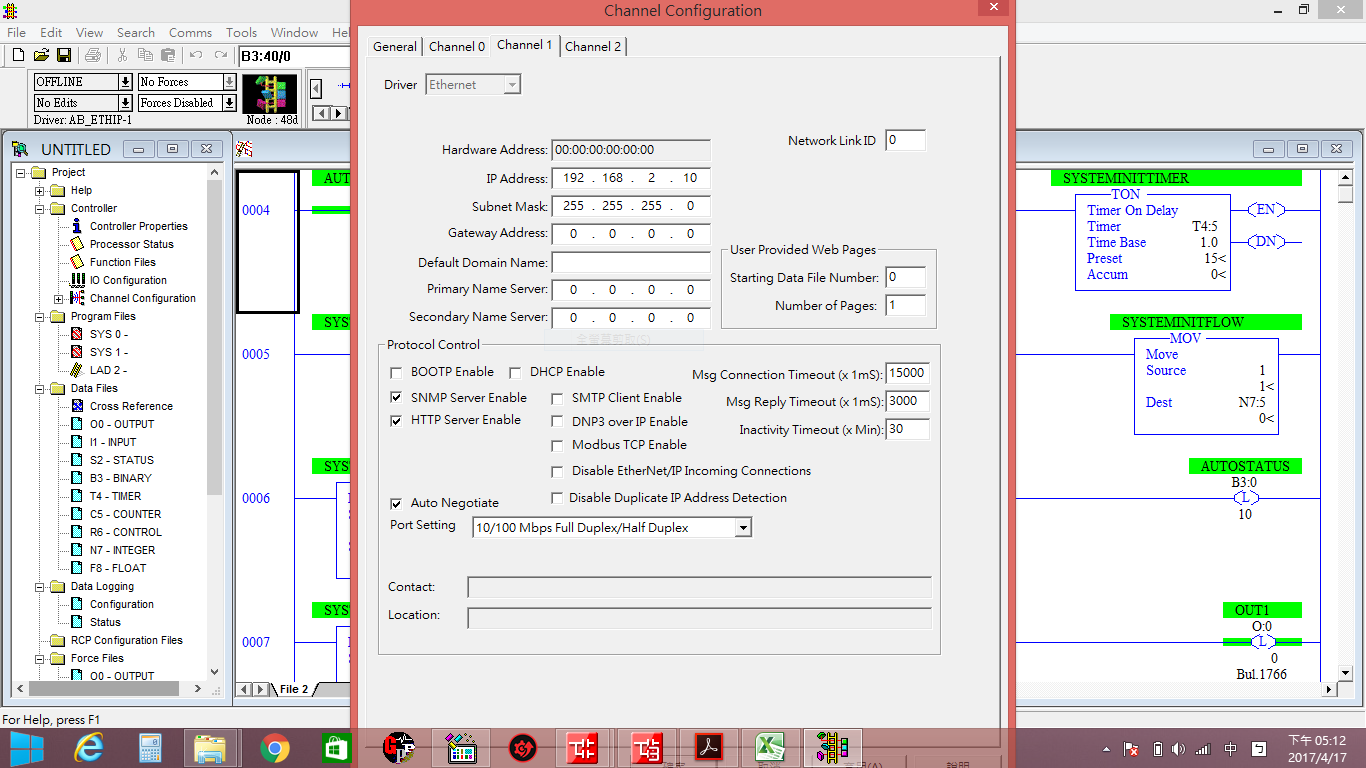 Channel Configuration
File Edit View Search Comms Tools Window
B3:40/0
OFFLINE No Forces
No Edits Forces Disabled
Driver: AB_ETHIP-1 Node : 48d
UNTITLED
Project
Help
Controller
Controller Properties
Processor Status
Function Files
IO Configuration
Channel Configuration
Program Files
SYS 0 -
SYS 1 -
LAD 2 -
Data Files
Cross Reference
O0 - OUTPUT
I1 - INPUT
S2 - STATUS
B3 - BINARY
T4 - TIMER
C5 - COUNTER
R6 - CONTROL
N7 - INTEGER
F8 - FLOAT
Data Logging
Configuration
Status
RCP Configuration Files
Force Files
O0 - OUTPUT
0004
0005
0006
0007
File 2
General Channel 0 Channel 1 Channel 2
Driver Ethernet
Hardware Address: 00:00:00:00:00:00
Network Link ID 0
IP Address: 192 . 168 . 2 . 10
Subnet Mask: 255 . 255 . 255 . 0
Gateway Address: 0 . 0 . 0 . 0
Default Domain Name:
Primary Name Server: 0 . 0 . 0 . 0
Secondary Name Server: 0 . 0 . 0 . 0
User Provided Web Pages
Starting Data File Number: 0
Number of Pages: 1
Protocol Control
BOOTP Enable DHCP Enable
SNMP Server Enable SMTP Client Enable
HTTP Server Enable DNP3 over IP Enable
Modbus TCP Enable
Disable EtherNet/IP Incoming Connections
Auto Negotiate Disable Duplicate IP Address Detection
Msg Connection Timeout (x 1mS): 15000
Msg Reply Timeout (x 1mS): 3000
Inactivity Timeout (x Min): 30
Port Setting 10/100 Mbps Full Duplex/Half Duplex
Contact:
Location:
SYSTEMINITTIMER
TON
Timer On Delay EN
Timer T4:5
Time Base 1.0 DN
Preset 15<
Accum 0<
SYSTEMINITFLOW
MOV
Move
Source 1
1<
Dest N7:5
0<
AUTOSTATUS
B3:0
L
10
OUT1
O:0
L
0
Bul.1766
For Help, press F1
中
下午 05:12
2017/4/17